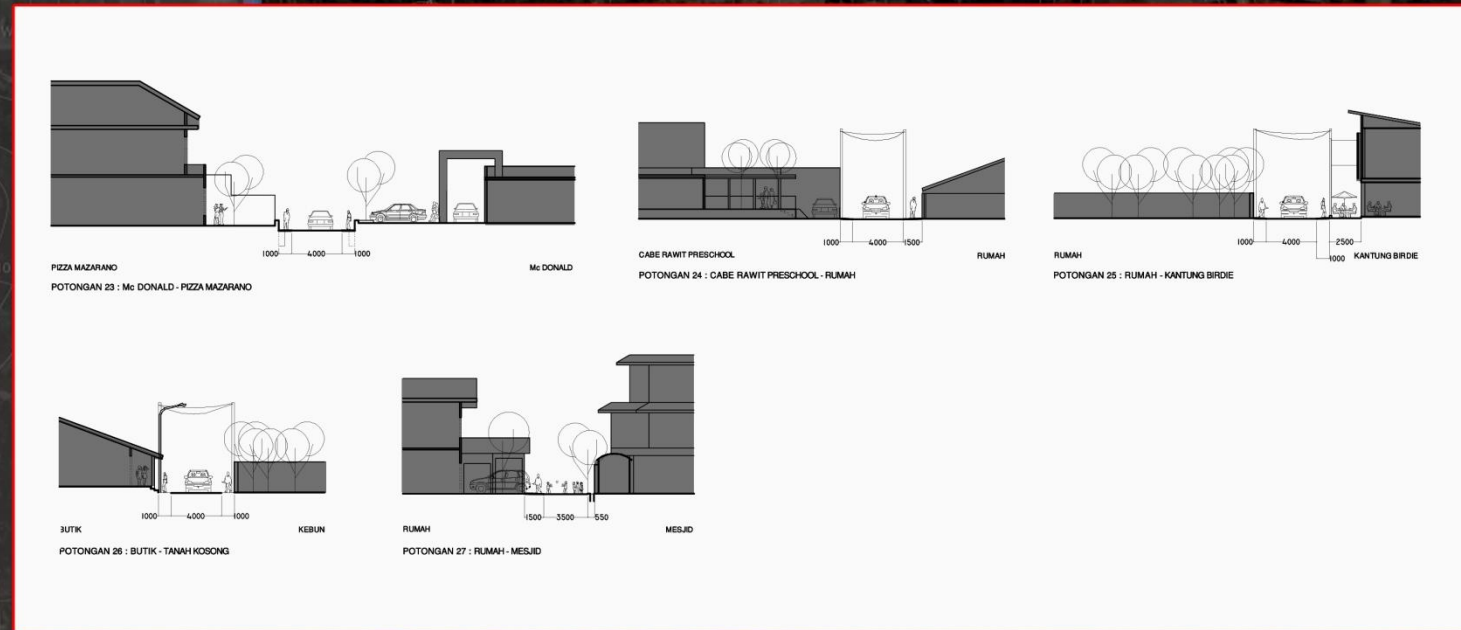 1000 4000 1000
PIZZA MAZARANO Mc DONALD
POTONGAN 23 : Mc DONALD - PIZZA MAZARANO
1000 4000 1500
CABE RAWIT PRESCHOOL RUMAH
POTONGAN 24 : CABE RAWIT PRESCHOOL - RUMAH
1000 4000 2500
1000
RUMAH KANTUNG BIRDIE
POTONGAN 25 : RUMAH - KANTUNG BIRDIE
1000 4000 1000
BUTIK KEBUN
POTONGAN 26 : BUTIK - TANAH KOSONG
1500 3500 550
RUMAH MESJID
POTONGAN 27 : RUMAH - MESJID